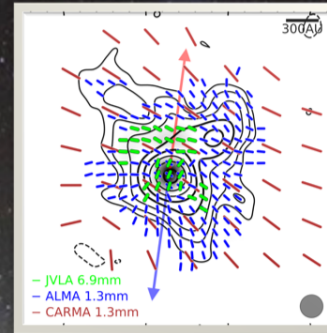 300AU
– JVLA 6.9mm
– ALMA 1.3mm
– CARMA 1.3mm